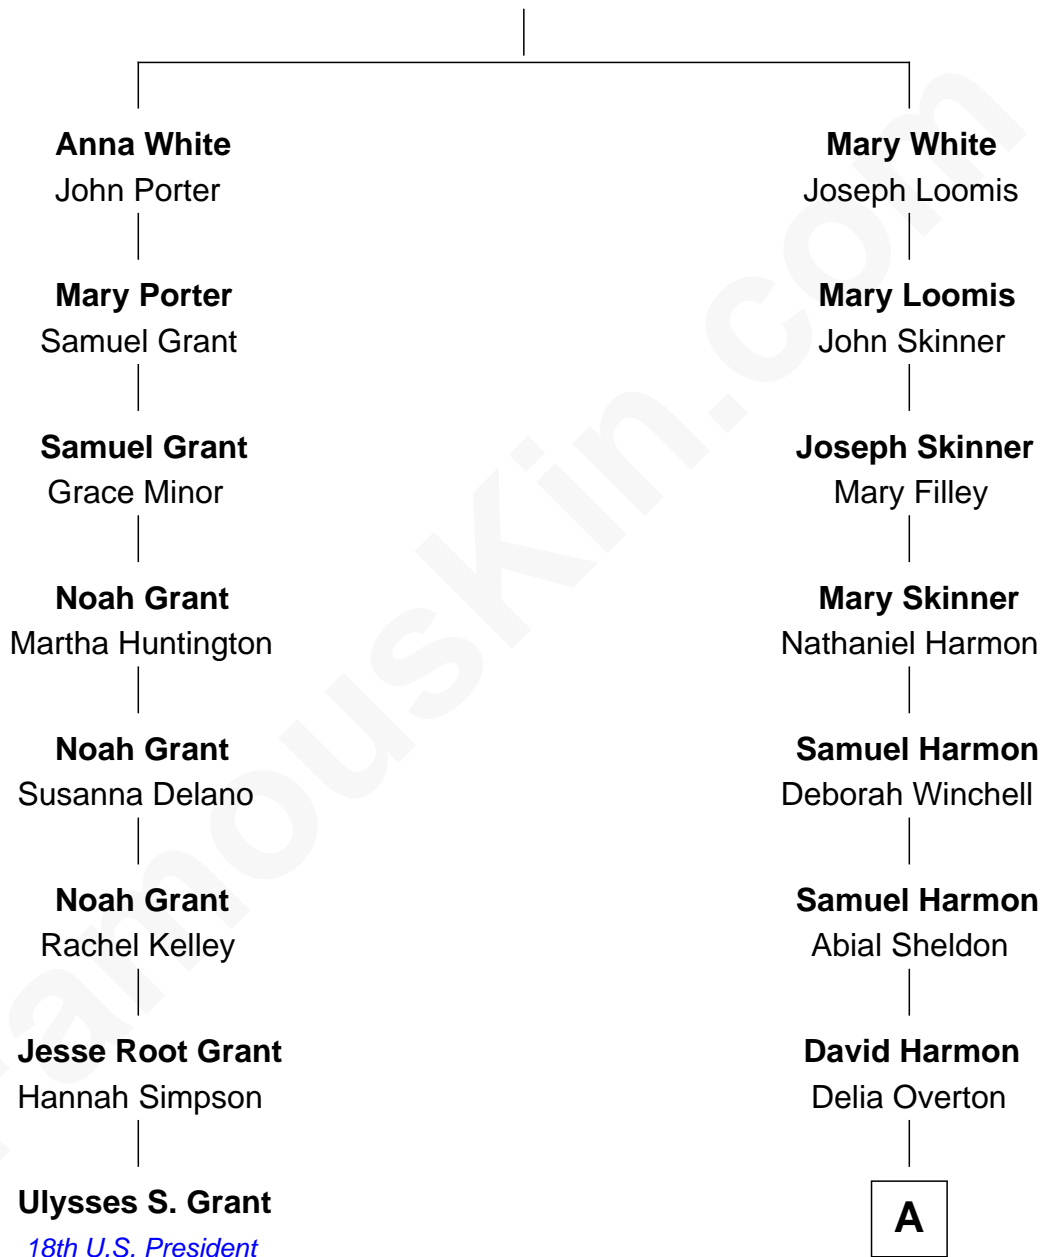 Anna White
John Porter
Mary White
Joseph Loomis
Mary Porter
Samuel Grant
Mary Loomis
John Skinner
Samuel Grant
Grace Minor
Joseph Skinner
Mary Filley
Noah Grant
Martha Huntington
Mary Skinner
Nathaniel Harmon
Noah Grant
Susanna Delano
Samuel Harmon
Deborah Winchell
Noah Grant
Rachel Kelley
Samuel Harmon
Abial Sheldon
Jesse Root Grant
Hannah Simpson
David Harmon
Delia Overton
Ulysses S. Grant
18th U.S. President
A
FamousKin.com